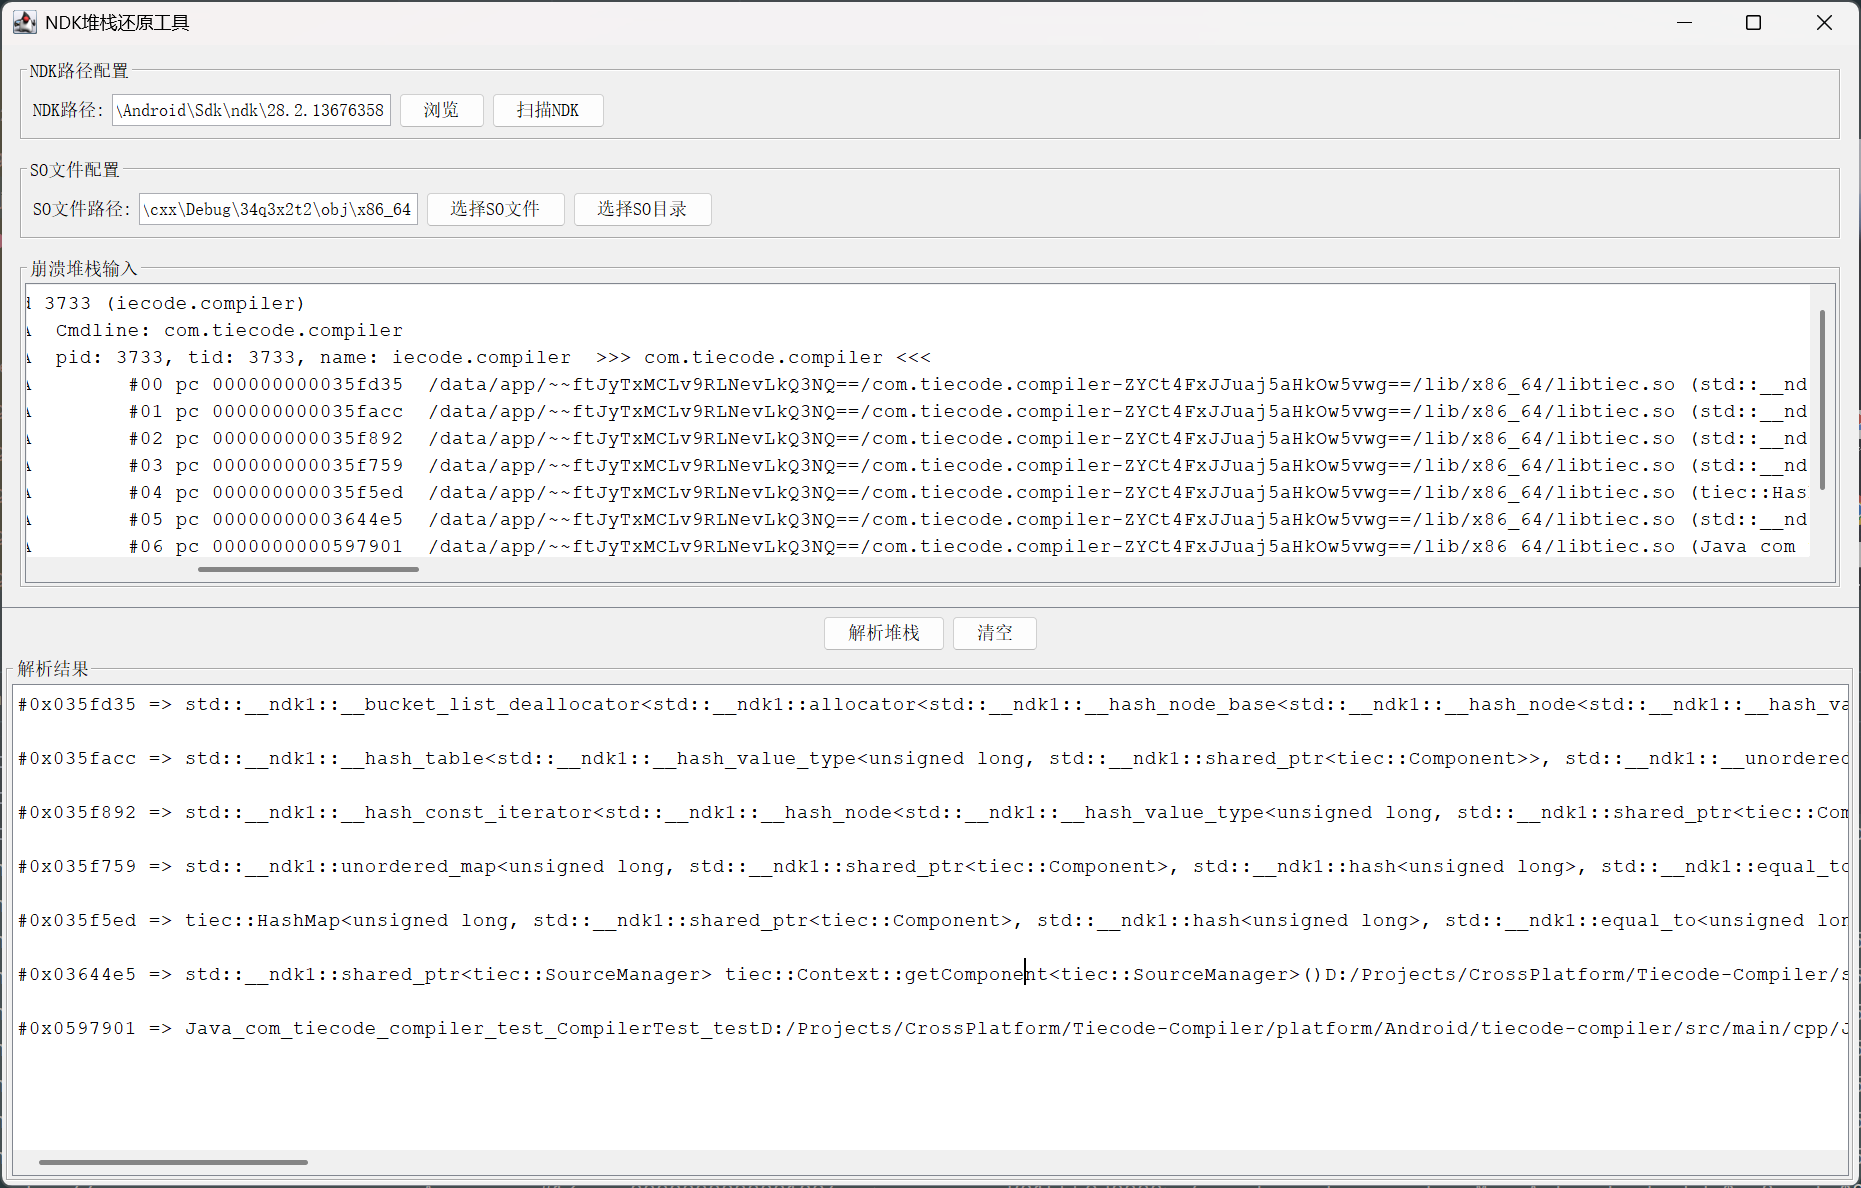 NDK堆栈还原工具
NDK路径配置
NDK路径: \Android\Sdk\ndk\28.2.13676358 浏览 扫描NDK
SO文件配置
SO文件路径: \cxx\Debug\34q3x2t2\obj\x86_64 选择SO文件 选择SO目录
崩溃堆栈输入
3733 (iecode.compiler)
Cmdline: com.tiecode.compiler
pid: 3733, tid: 3733, name: iecode.compiler >>> com.tiecode.compiler <<<
#00 pc 000000000035fd35 /data/app/~~ftJyTxMCLv9RLNevLkQ3NQ==/com.tiecode.compiler-ZYCt4FxJJuaj5aHkOw5vwg==/lib/x86_64/libtiec.so (std::__nd
#01 pc 000000000035facc /data/app/~~ftJyTxMCLv9RLNevLkQ3NQ==/com.tiecode.compiler-ZYCt4FxJJuaj5aHkOw5vwg==/lib/x86_64/libtiec.so (std::__nd
#02 pc 000000000035f892 /data/app/~~ftJyTxMCLv9RLNevLkQ3NQ==/com.tiecode.compiler-ZYCt4FxJJuaj5aHkOw5vwg==/lib/x86_64/libtiec.so (std::__nd
#03 pc 000000000035f759 /data/app/~~ftJyTxMCLv9RLNevLkQ3NQ==/com.tiecode.compiler-ZYCt4FxJJuaj5aHkOw5vwg==/lib/x86_64/libtiec.so (std::__nd
#04 pc 000000000035f5ed /data/app/~~ftJyTxMCLv9RLNevLkQ3NQ==/com.tiecode.compiler-ZYCt4FxJJuaj5aHkOw5vwg==/lib/x86_64/libtiec.so (tiec::Has
#05 pc 00000000003644e5 /data/app/~~ftJyTxMCLv9RLNevLkQ3NQ==/com.tiecode.compiler-ZYCt4FxJJuaj5aHkOw5vwg==/lib/x86_64/libtiec.so (std::__nd
#06 pc 0000000000597901 /data/app/~~ftJyTxMCLv9RLNevLkQ3NQ==/com.tiecode.compiler-ZYCt4FxJJuaj5aHkOw5vwg==/lib/x86_64/libtiec.so (Java_com_
解析堆栈 清空
解析结果
#0x035fd35 => std::__ndk1::__bucket_list_deallocator<std::__ndk1::allocator<std::__ndk1::__hash_node_base<std::__ndk1::__hash_node<std::__ndk1::__hash_va
#0x035facc => std::__ndk1::__hash_table<std::__ndk1::__hash_value_type<unsigned long, std::__ndk1::shared_ptr<tiec::Component>>, std::__ndk1::__unordered
#0x035f892 => std::__ndk1::__hash_const_iterator<std::__ndk1::__hash_node<std::__ndk1::__hash_value_type<unsigned long, std::__ndk1::shared_ptr<tiec::Com
#0x035f759 => std::__ndk1::unordered_map<unsigned long, std::__ndk1::shared_ptr<tiec::Component>, std::__ndk1::hash<unsigned long>, std::__ndk1::equal_to
#0x035f5ed => tiec::HashMap<unsigned long, std::__ndk1::shared_ptr<tiec::Component>, std::__ndk1::hash<unsigned long>, std::__ndk1::equal_to<unsigned lon
#0x03644e5 => std::__ndk1::shared_ptr<tiec::SourceManager> tiec::Context::getComponent<tiec::SourceManager>()D:/Projects/CrossPlatform/Tiecode-Compiler/s
#0x0597901 => Java_com_tiecode_compiler_test_CompilerTest_testD:/Projects/CrossPlatform/Tiecode-Compiler/platform/Android/tiecode-compiler/src/main/cpp/J